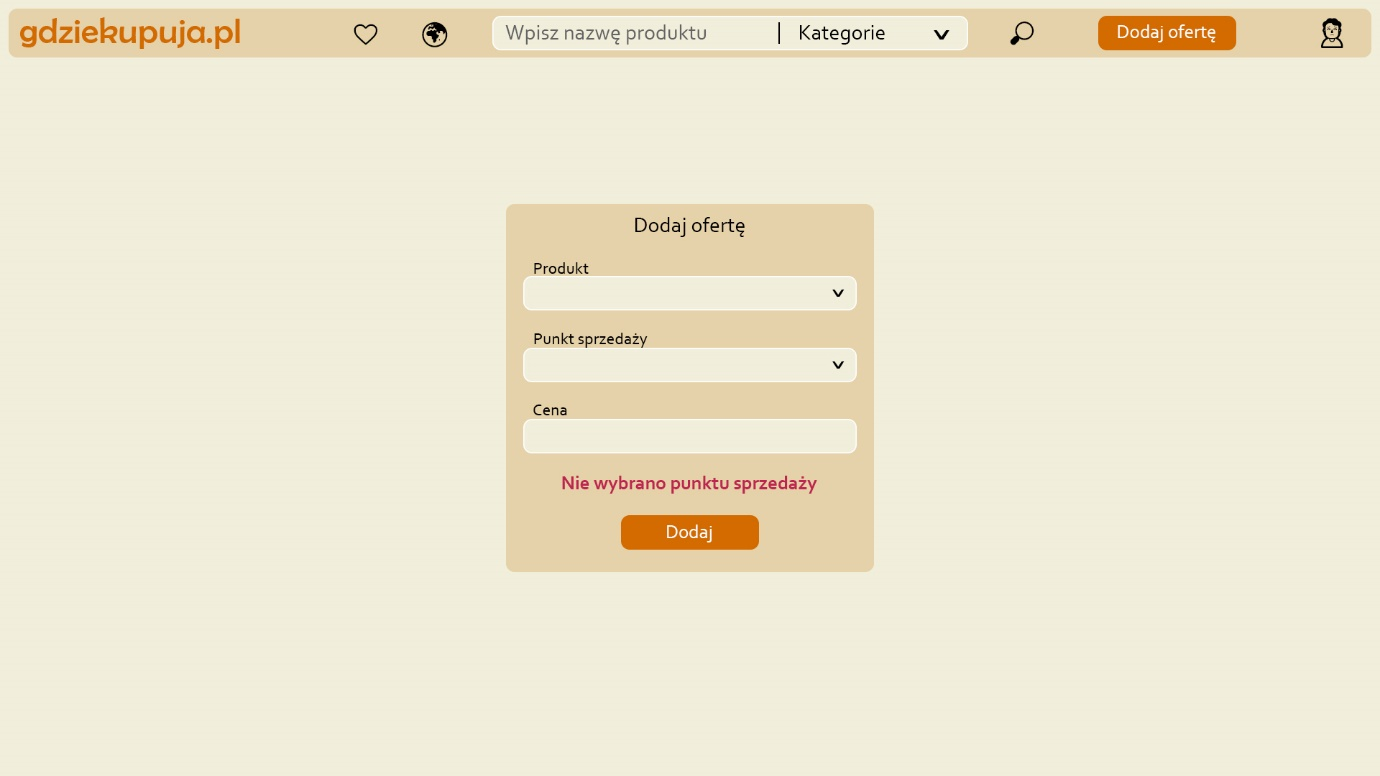 gdziekupuja.pl
Wpisz nazwę produktu | Kategorie
Dodaj ofertę
Dodaj ofertę
Produkt
Punkt sprzedaży
Cena
Nie wybrano punktu sprzedaży
Dodaj